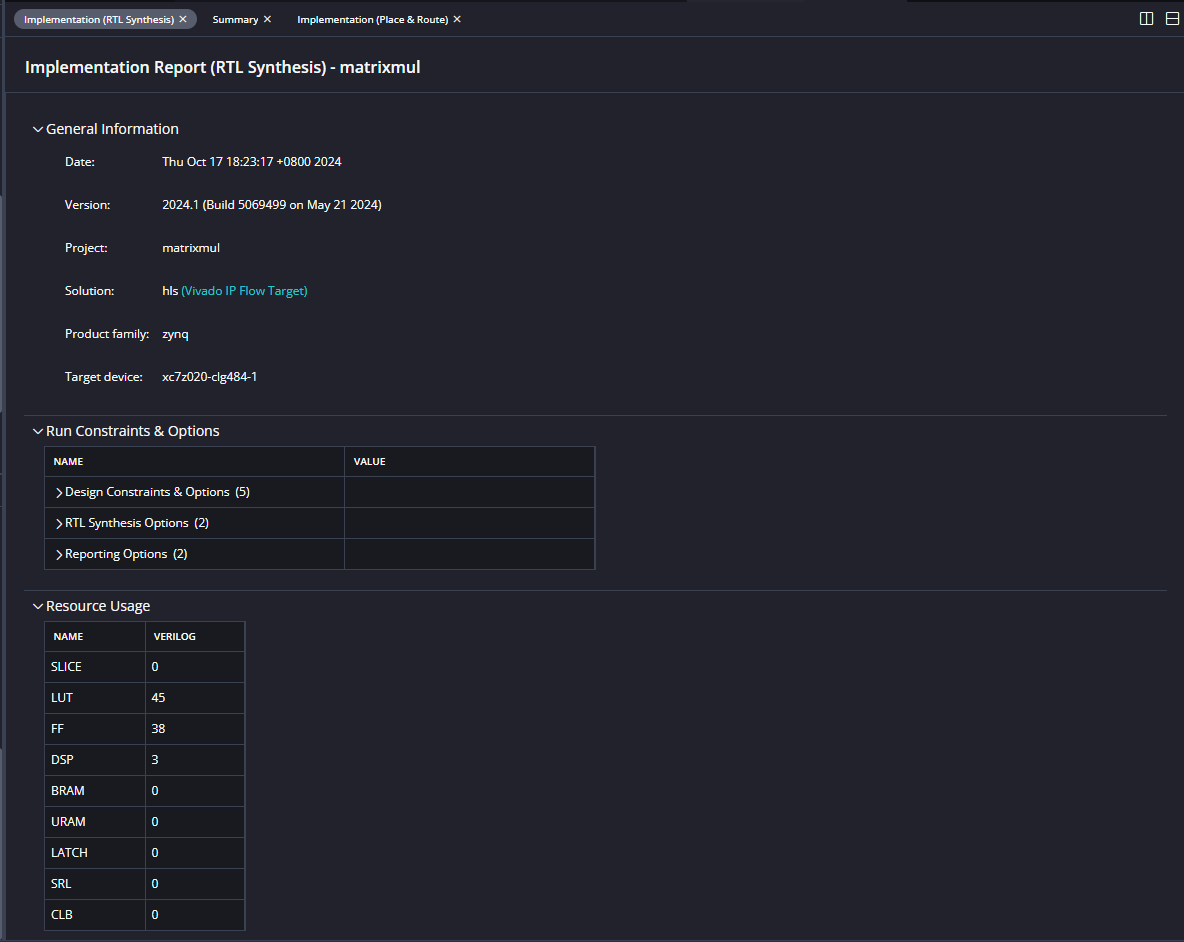 Implementation (RTL Synthesis) Summary Implementation (Place & Route)
Implementation Report (RTL Synthesis) - matrixmul
General Information
Date: Thu Oct 17 18:23:17 +0800 2024
Version: 2024.1 (Build 5069499 on May 21 2024)
Project: matrixmul
Solution: hls (Vivado IP Flow Target)
Product family: zynq
Target device: xc7z020-clg484-1
Run Constraints & Options
NAME VALUE
Design Constraints & Options (5)
RTL Synthesis Options (2)
Reporting Options (2)
Resource Usage
NAME VERILOG
SLICE 0
LUT 45
FF 38
DSP 3
BRAM 0
URAM 0
LATCH 0
SRL 0
CLB 0